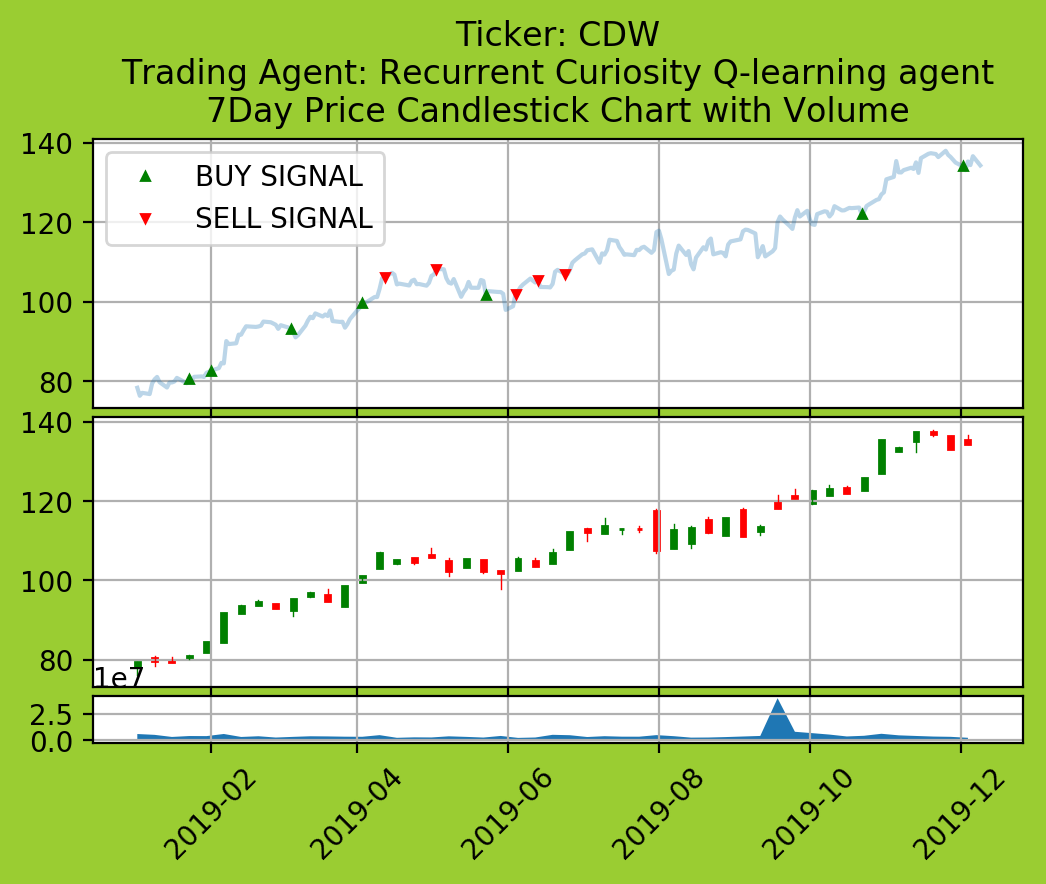 Ticker: CDW
Trading Agent: Recurrent Curiosity Q-learning agent
7Day Price Candlestick Chart with Volume
140
120
100
80
BUY SIGNAL
SELL SIGNAL
140
120
100
80
1e7
2.5
0.0
2019-02
2019-04
2019-06
2019-08
2019-10
2019-12